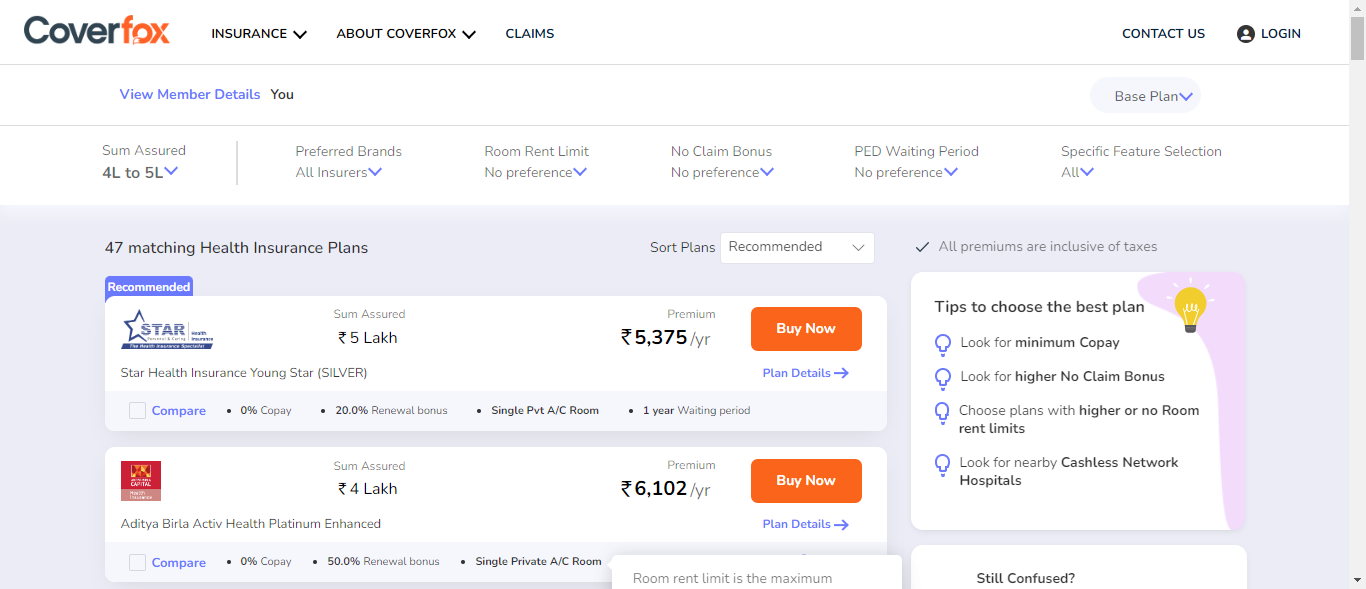 Coverfox
INSURANCE
ABOUT COVERFOX
CLAIMS
CONTACT US
LOGIN
View Member Details You
Base Plan
Sum Assured
4L to 5L
Preferred Brands
All Insurers
Room Rent Limit
No preference
No Claim Bonus
No preference
PED Waiting Period
No preference
Specific Feature Selection
All
47 matching Health Insurance Plans
Sort Plans Recommended
All premiums are inclusive of taxes
Recommended
STAR Health Insurance
Personal & Caring
The Health Insurance Specialist
Sum Assured
₹ 5 Lakh
Premium
₹5,375/yr
Buy Now
Star Health Insurance Young Star (SILVER)
Plan Details
Compare
0% Copay
20.0% Renewal bonus
Single Pvt A/C Room
1 year Waiting period
CAPITAL
Health Insurance
Sum Assured
₹ 4 Lakh
Premium
₹6,102/yr
Buy Now
Aditya Birla Activ Health Platinum Enhanced
Plan Details
Compare
0% Copay
50.0% Renewal bonus
Single Private A/C Room
Room rent limit is the maximum
Tips to choose the best plan
Look for minimum Copay
Look for higher No Claim Bonus
Choose plans with higher or no Room
rent limits
Look for nearby Cashless Network
Hospitals
Still Confused?